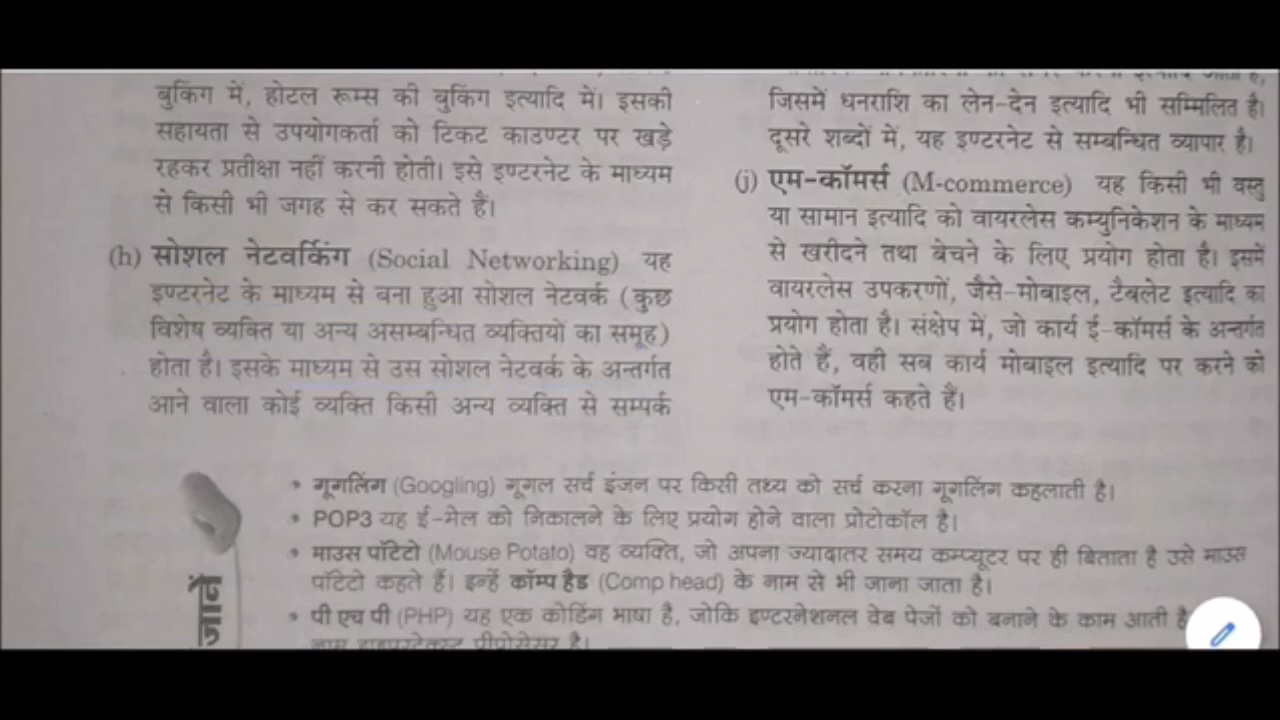 बुकिंग में, होटल रूम्स की बुकिंग इत्यादि में। इसकी
सहायता से उपयोगकर्ता को टिकट काउण्टर पर खड़े
रहकर प्रतीक्षा नहीं करनी होती। इसे इण्टरनेट के माध्यम
से किसी भी जगह से कर सकते हैं।
(h) सोशल नेटवर्किंग (Social Networking) यह
इण्टरनेट के माध्यम से बना हुआ सोशल नेटवर्क (कुछ
विशेष व्यक्ति या अन्य असम्बन्धित व्यक्तियों का समूह)
होता है। इसके माध्यम से उस सोशल नेटवर्क के अन्तर्गत
आने वाला कोई व्यक्ति किसी अन्य व्यक्ति से सम्पर्क
जिसमें धनराशि का लेन-देन इत्यादि भी सम्मिलित है।
दूसरे शब्दों में, यह इण्टरनेट से सम्बन्धित व्यापार है।
(j) एम-कॉमर्स (M-commerce) यह किसी भी वस्तु
या सामान इत्यादि को वायरलेस कम्युनिकेशन के माध्यम
से खरीदने तथा बेचने के लिए प्रयोग होता है। इसमें
वायरलेस उपकरणों, जैसे-मोबाइल, टैबलेट इत्यादि का
प्रयोग होता है। संक्षेप में, जो कार्य ई-कॉमर्स के अन्तर्गत
होते हैं, वही सब कार्य मोबाइल इत्यादि पर करने को
एम-कॉमर्स कहते हैं।
जानें
• गूगलिंग (Googling) गूगल सर्च इंजन पर किसी तथ्य को सर्च करना गूगलिंग कहलाती है।
• POP3 यह ई-मेल को निकालने के लिए प्रयोग होने वाला प्रोटोकॉल है।
• माउस पॉटेटो (Mouse Potato) वह व्यक्ति, जो अपना ज्यादातर समय कम्प्यूटर पर ही बिताता है उसे माउस
पॉटेटो कहते हैं। इन्हें कॉम्प हैड (Comp head) के नाम से भी जाना जाता है।
• पी एच पी (PHP) यह एक कोडिंग भाषा है, जोकि इण्टरनेशनल वेब पेजों को बनाने के काम आती है